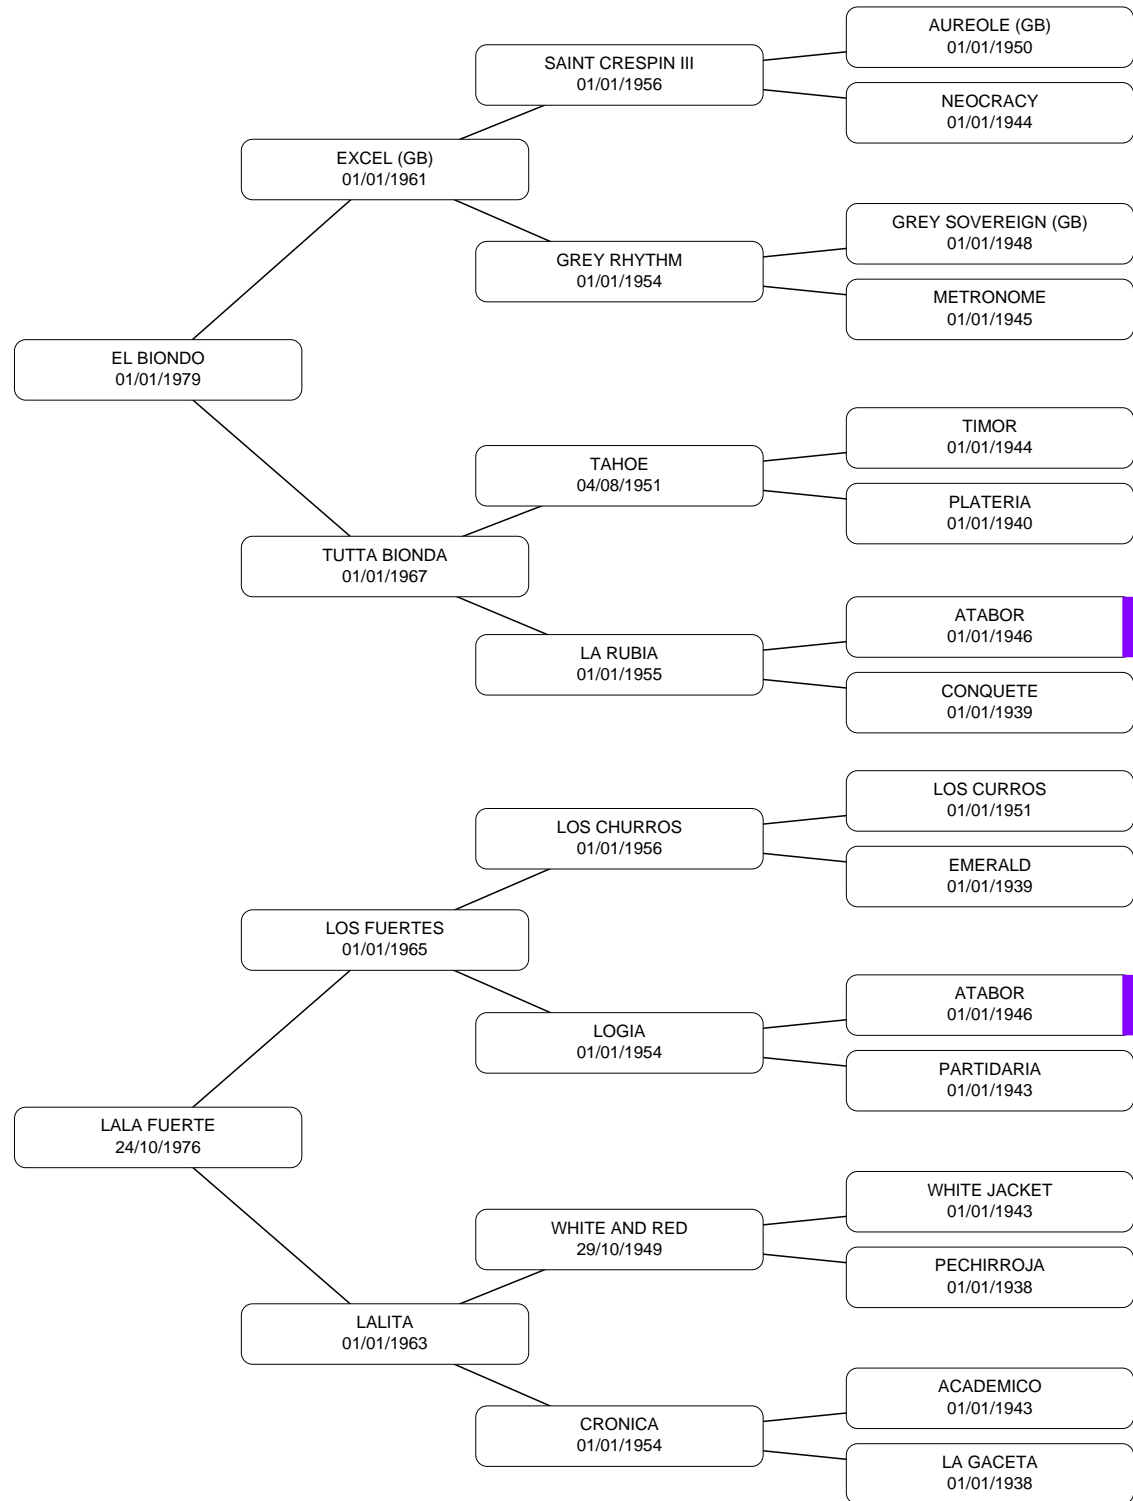 AUREOLE (GB)
01/01/1950
SAINT CRESPIN III
01/01/1956
NEOCRACY
01/01/1944
EXCEL (GB)
01/01/1961
GREY SOVEREIGN (GB)
01/01/1948
GREY RHYTHM
01/01/1954
METRONOME
01/01/1945
EL BIONDO
01/01/1979
TIMOR
01/01/1944
TAHOE
04/08/1951
PLATERIA
01/01/1940
TUTTA BIONDA
01/01/1967
ATABOR
01/01/1946
LA RUBIA
01/01/1955
CONQUETE
01/01/1939
LOS CURROS
01/01/1951
LOS CHURROS
01/01/1956
EMERALD
01/01/1939
LOS FUERTES
01/01/1965
ATABOR
01/01/1946
LOGIA
01/01/1954
PARTIDARIA
01/01/1943
LALA FUERTE
24/10/1976
WHITE JACKET
01/01/1943
WHITE AND RED
29/10/1949
PECHIRROJA
01/01/1938
LALITA
01/01/1963
ACADEMICO
01/01/1943
CRONICA
01/01/1954
LA GACETA
01/01/1938